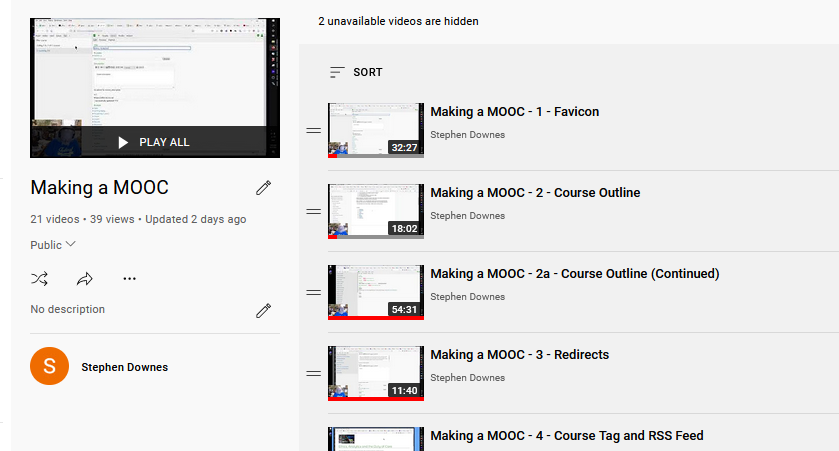 PLAY ALL
Making a MOOC
21 videos • 39 views • Updated 2 days ago
Public
No description
S
Stephen Downes
2 unavailable videos are hidden
SORT
32:27
Making a MOOC - 1 - Favicon
Stephen Downes
18:02
Making a MOOC - 2 - Course Outline
Stephen Downes
54:31
Making a MOOC - 2a - Course Outline (Continued)
Stephen Downes
11:40
Making a MOOC - 3 - Redirects
Stephen Downes
Making a MOOC - 4 - Course Tag and RSS Feed